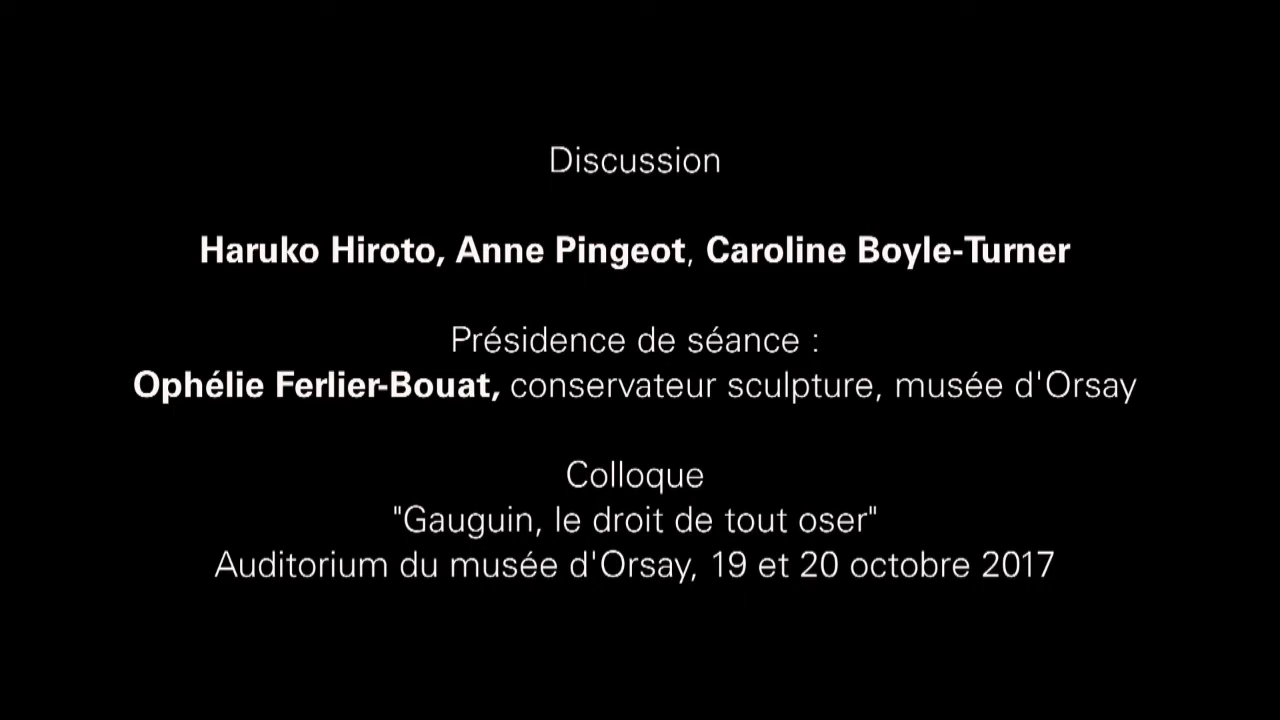 Discussion
Haruko Hiroto, Anne Pingeot, Caroline Boyle-Turner
Présidence de séance :
Ophélie Ferlier-Bouat, conservateur sculpture, musée d'Orsay
Colloque
"Gauguin, le droit de tout oser"
Auditorium du musée d'Orsay, 19 et 20 octobre 2017